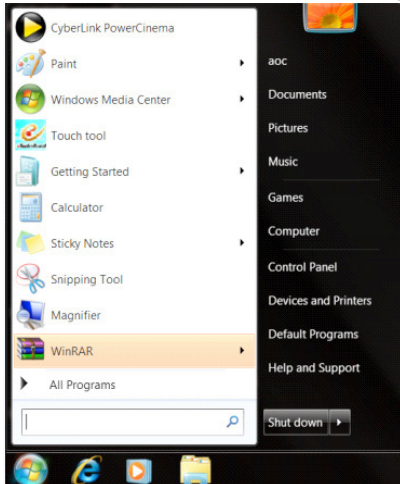 CyberLink PowerCinema
Paint
Windows Media Center
Touch tool
Getting Started
Calculator
Sticky Notes
Snipping Tool
Magnifier
WinRAR
All Programs
aoc
Documents
Pictures
Music
Games
Computer
Control Panel
Devices and Printers
Default Programs
Help and Support
Shut down